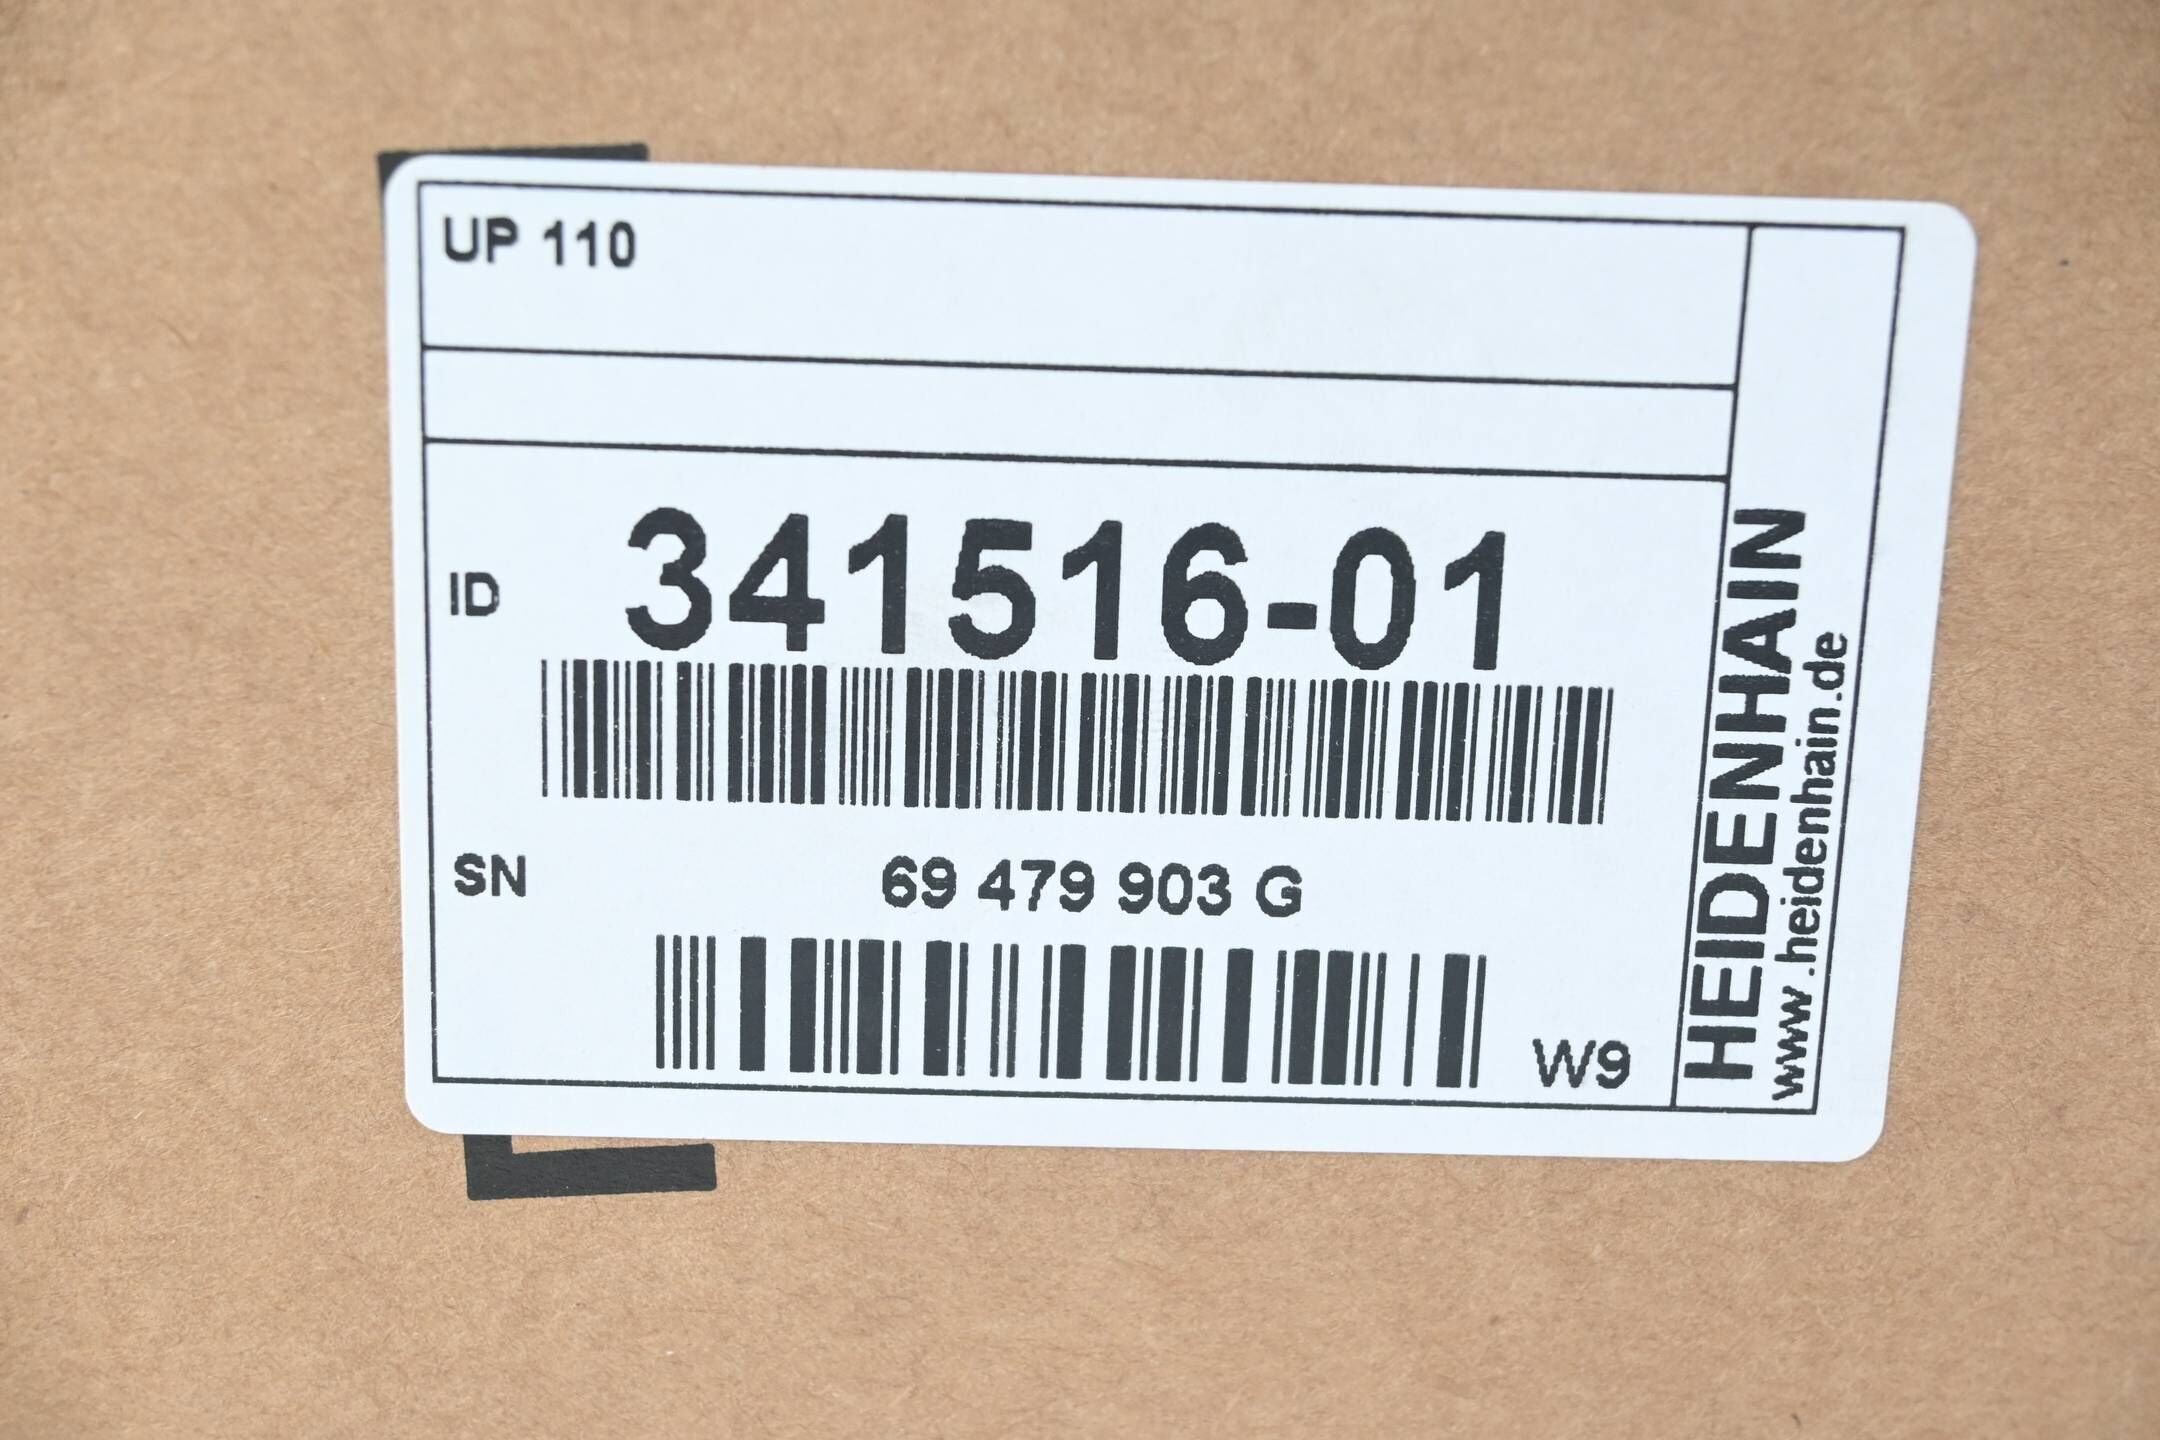 UP 110
ID 341516-01
SN 69 479 903 G
W9
HEIDENHAIN
www.heidenhain.de